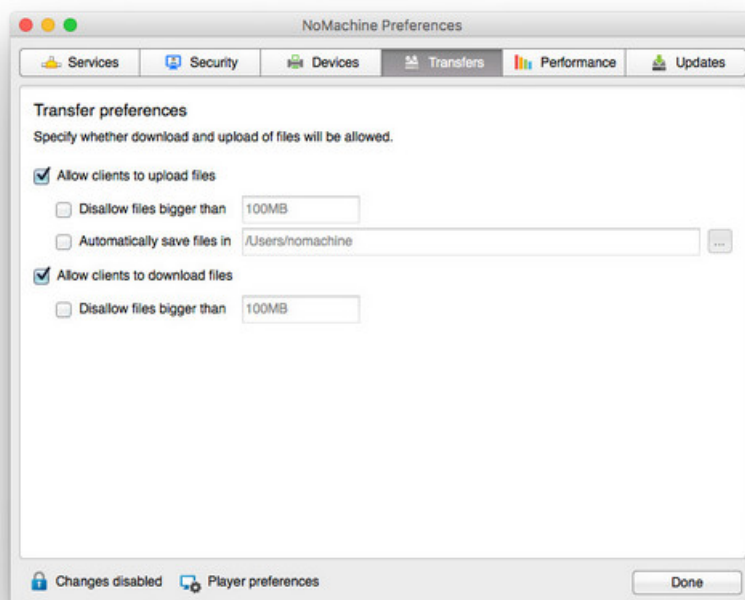 NoMachine Preferences
Services Security Devices Transfers Performance Updates
Transfer preferences
Specify whether download and upload of files will be allowed.
Allow clients to upload files
Disallow files bigger than 100MB
Automatically save files in /Users/nomachine ...
Allow clients to download files
Disallow files bigger than 100MB
Changes disabled Player preferences Done